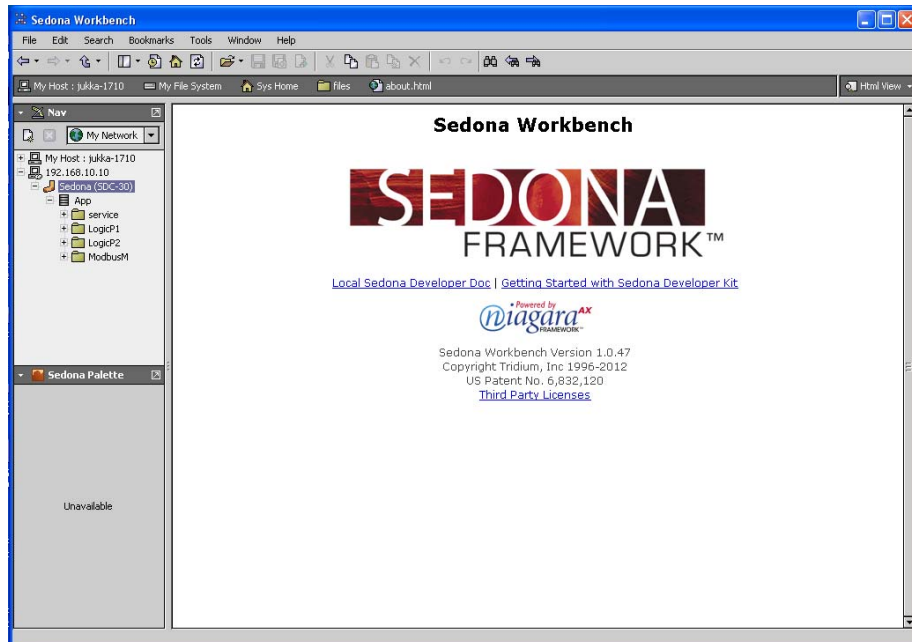 Sedona Workbench
File Edit Search Bookmarks Tools Window Help
My Host : jukka-1710 My File System Sys Home files about.html Html View
Nav
My Network
My Host : jukka-1710
192.168.10.10
Sedona (SDC-30)
App
service
LogicP1
LogicP2
ModbusM
Sedona Palette
Unavailable
Sedona Workbench
SEDONA
FRAMEWORK™
Local Sedona Developer Doc | Getting Started with Sedona Developer Kit
Powered by
niagara AX
FRAMEWORK™
Sedona Workbench Version 1.0.47
Copyright Tridium, Inc 1996-2012
US Patent No. 6,832,120
Third Party Licenses